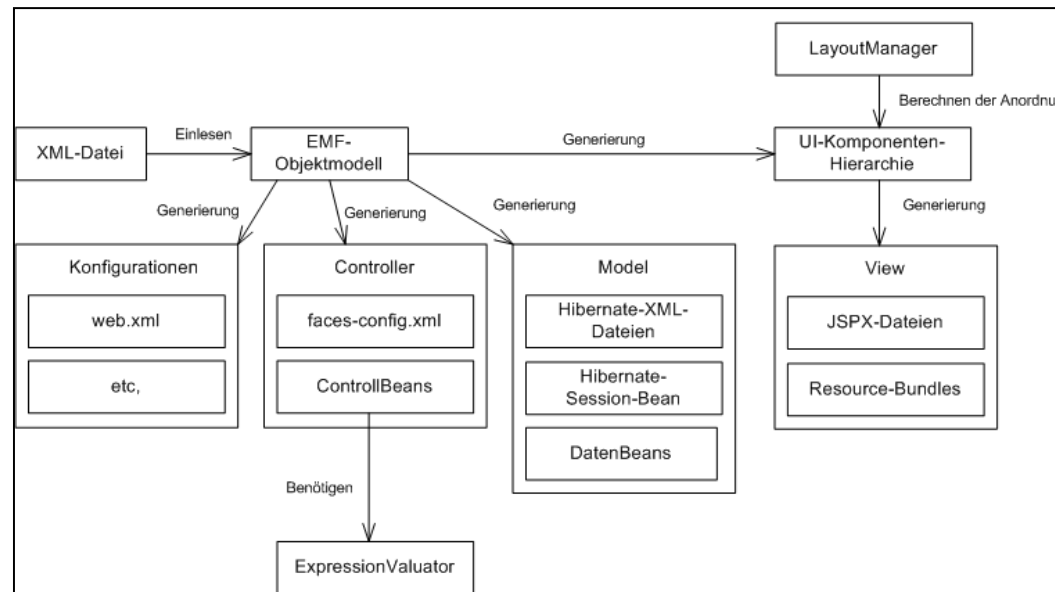 LayoutManager
Berechnen der Anordnu
XML-Datei
Einlesen
EMF-
Objektmodell
Generierung
UI-Komponenten-
Hierarchie
Generierung
Generierung
Generierung
Generierung
Konfigurationen
web.xml
etc,
Controller
faces-config.xml
ControllBeans
Model
Hibernate-XML-
Dateien
Hibernate-
Session-Bean
DatenBeans
View
JSPX-Dateien
Resource-Bundles
Benötigen
ExpressionValuator